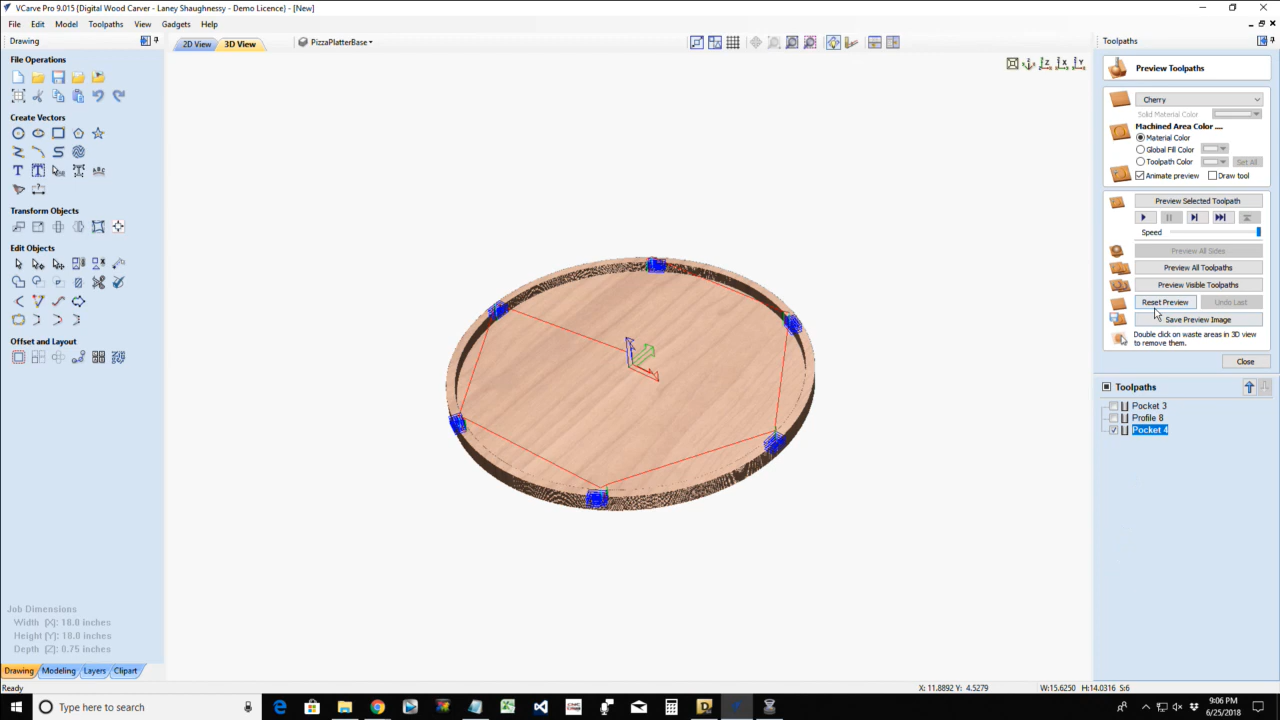 VCarve Pro 9.015 {Digital Wood Carver - Laney Shaughnessy - Demo Licence} - [New]
File Edit Model Toolpaths View Gadgets Help
Drawing
2D View 3D View PizzaPlatterBase
Toolpaths
File Operations
Create Vectors
Transform Objects
Edit Objects
Offset and Layout
Job Dimensions
Width (X): 18.0 inches
Height (Y): 18.0 inches
Depth (Z): 0.75 inches
Drawing Modeling Layers Clipart
Preview Toolpaths
Cherry
Solid Material Color
Machined Area Color ....
Material Color
Global Fill Color
Toolpath Color Set All
Animate preview Draw tool
Preview Selected Toolpath
Speed
Preview All Sides
Preview All Toolpaths
Preview Visible Toolpaths
Reset Preview Undo Last
Save Preview Image
Double click on waste areas in 3D view
to remove them.
Close
Toolpaths
Pocket 3
Profile 8
Pocket 4
Ready X: 11.8892 Y: 4.5279 W:15.6250 H:14.0316 S:6
Type here to search
9:06 PM
6/25/2018